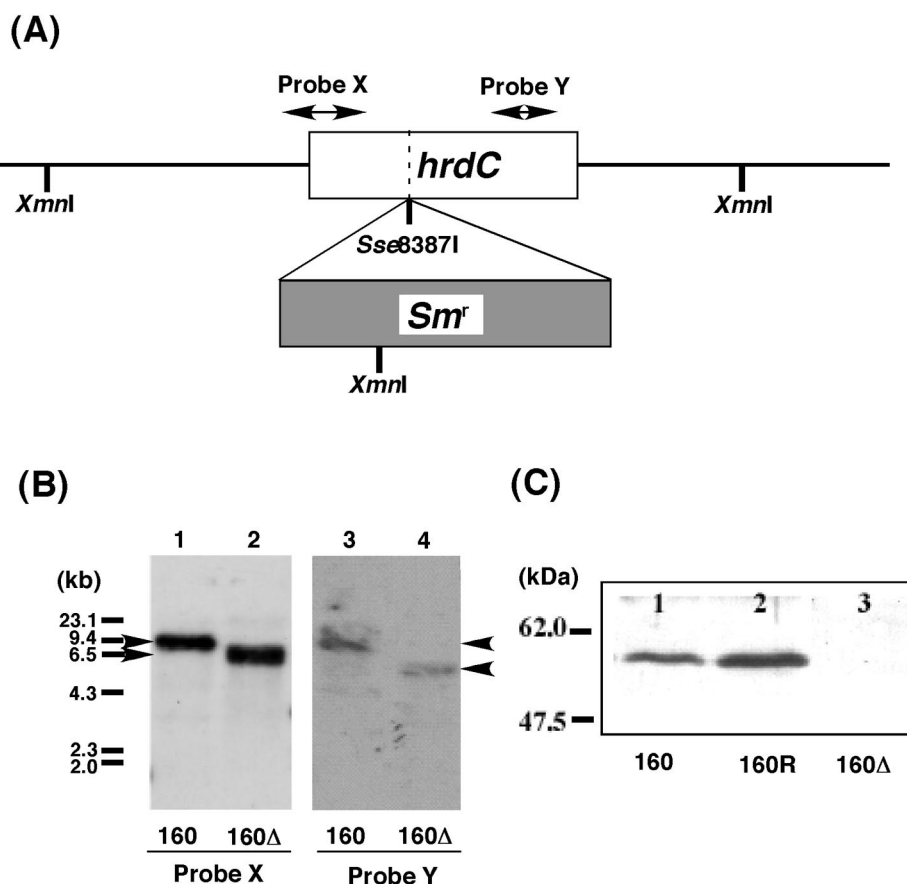 (A)
Probe X
Probe Y
hrdC
XmnI
XmnI
Sse8387I
Smʳ
XmnI
(B)
1 2 3 4
(kb)
23.1
9.4
6.5
4.3
2.3
2.0
160 160Δ 160 160Δ
Probe X Probe Y
(C)
(kDa)
1 2 3
62.0
47.5
160 160R 160Δ